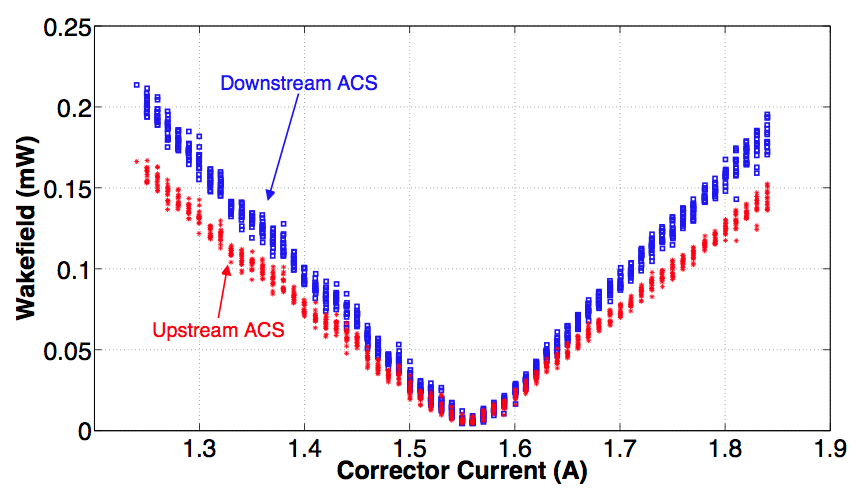 0.25
Downstream ACS
0.2
0.15
0.1
Upstream ACS
0.05
0
Wakefield (mW)
1.3 1.4 1.5 1.6 1.7 1.8 1.9
Corrector Current (A)